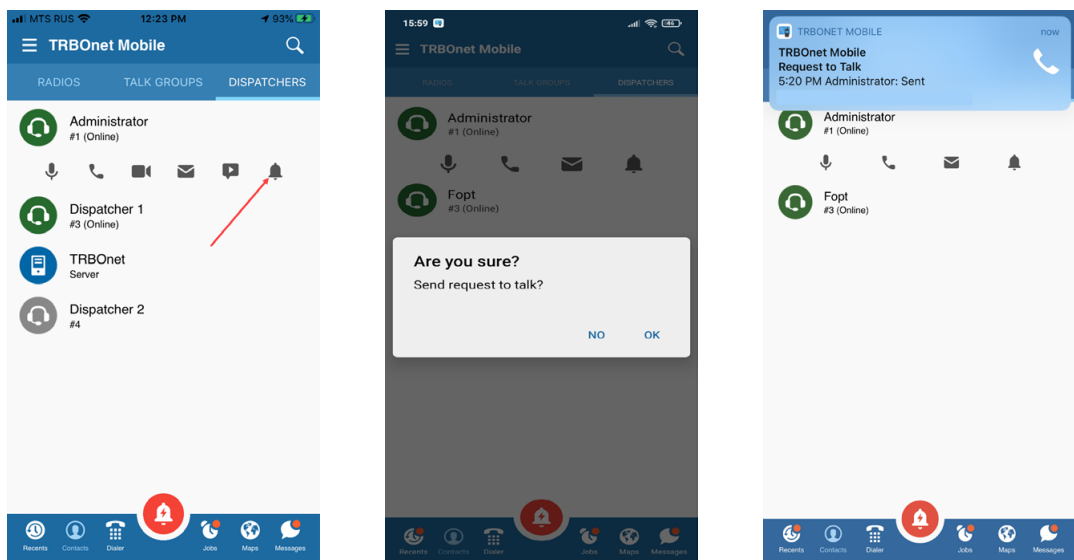 MTS RUS 12:23 PM 93%
TRBOnet Mobile
RADIOS TALK GROUPS DISPATCHERS
Administrator
#1 (Online)
Dispatcher 1
#3 (Online)
TRBOnet
Server
Dispatcher 2
#4
Recents Contacts Dialer Jobs Maps Messages
15:59 46
TRBOnet Mobile
RADIOS TALK GROUPS DISPATCHERS
Administrator
#1 (Online)
Fopt
#3 (Online)
Are you sure?
Send request to talk?
NO OK
Recents Contacts Dialer Jobs Maps Messages
TRBONET MOBILE now
TRBOnet Mobile
Request to Talk
5:20 PM Administrator: Sent
Administrator
#1 (Online)
Fopt
#3 (Online)
Recents Contacts Dialer Jobs Maps Messages